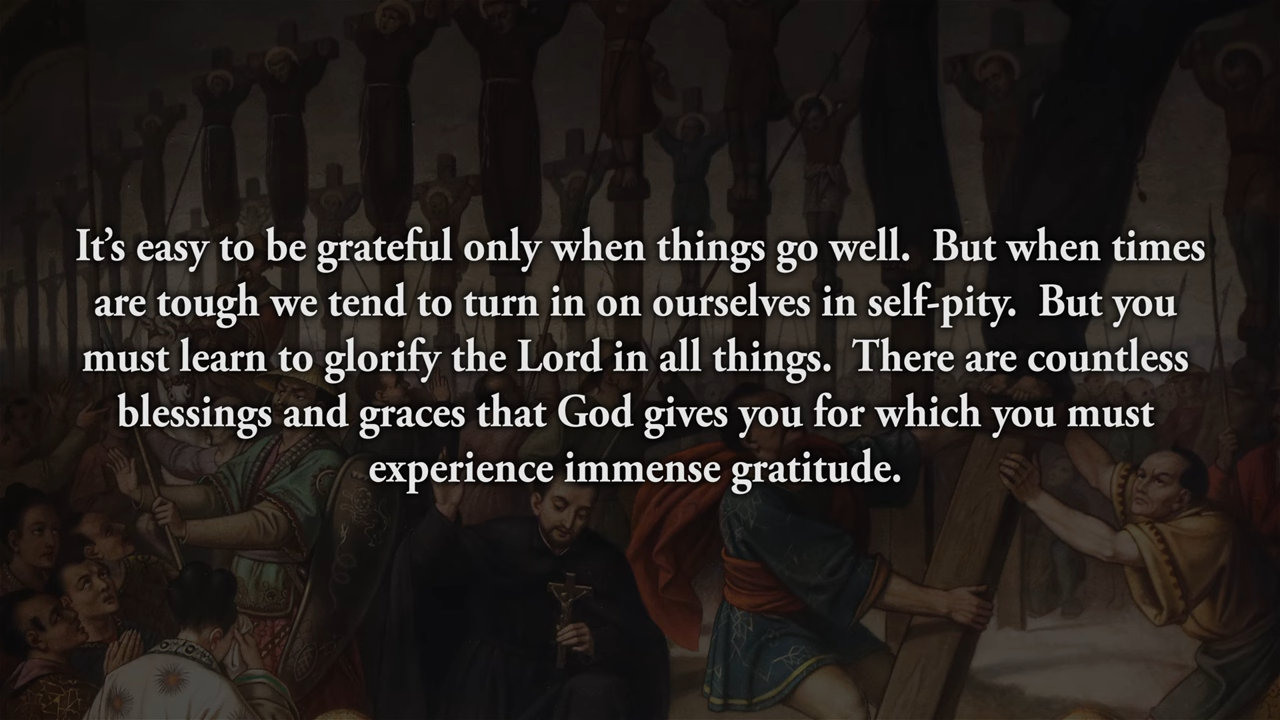 It’s easy to be grateful only when things go well.  But when times
are tough we tend to turn in on ourselves in self-pity.  But you
must learn to glorify the Lord in all things.  There are countless
blessings and graces that God gives you for which you must
experience immense gratitude.